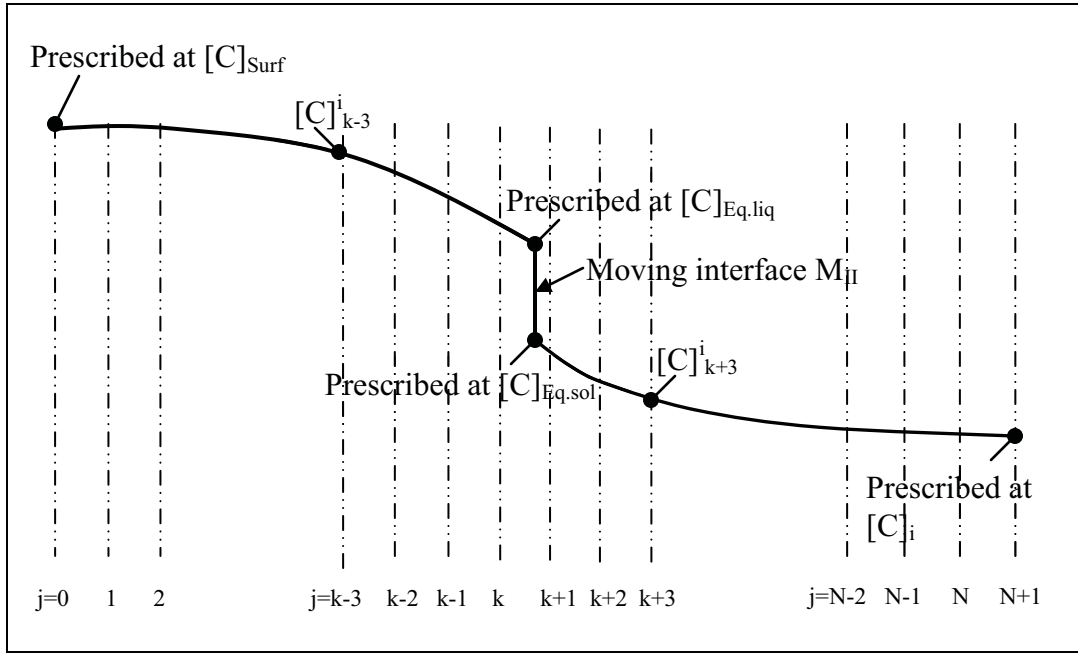 Prescribed at [C]Surf
[C]ik-3
Prescribed at [C]Eq.liq
Moving interface MII
[C]ik+3
Prescribed at [C]Eq.sol
Prescribed at
[C]i
j=0 1 2 j=k-3 k-2 k-1 k k+1 k+2 k+3 j=N-2 N-1 N N+1